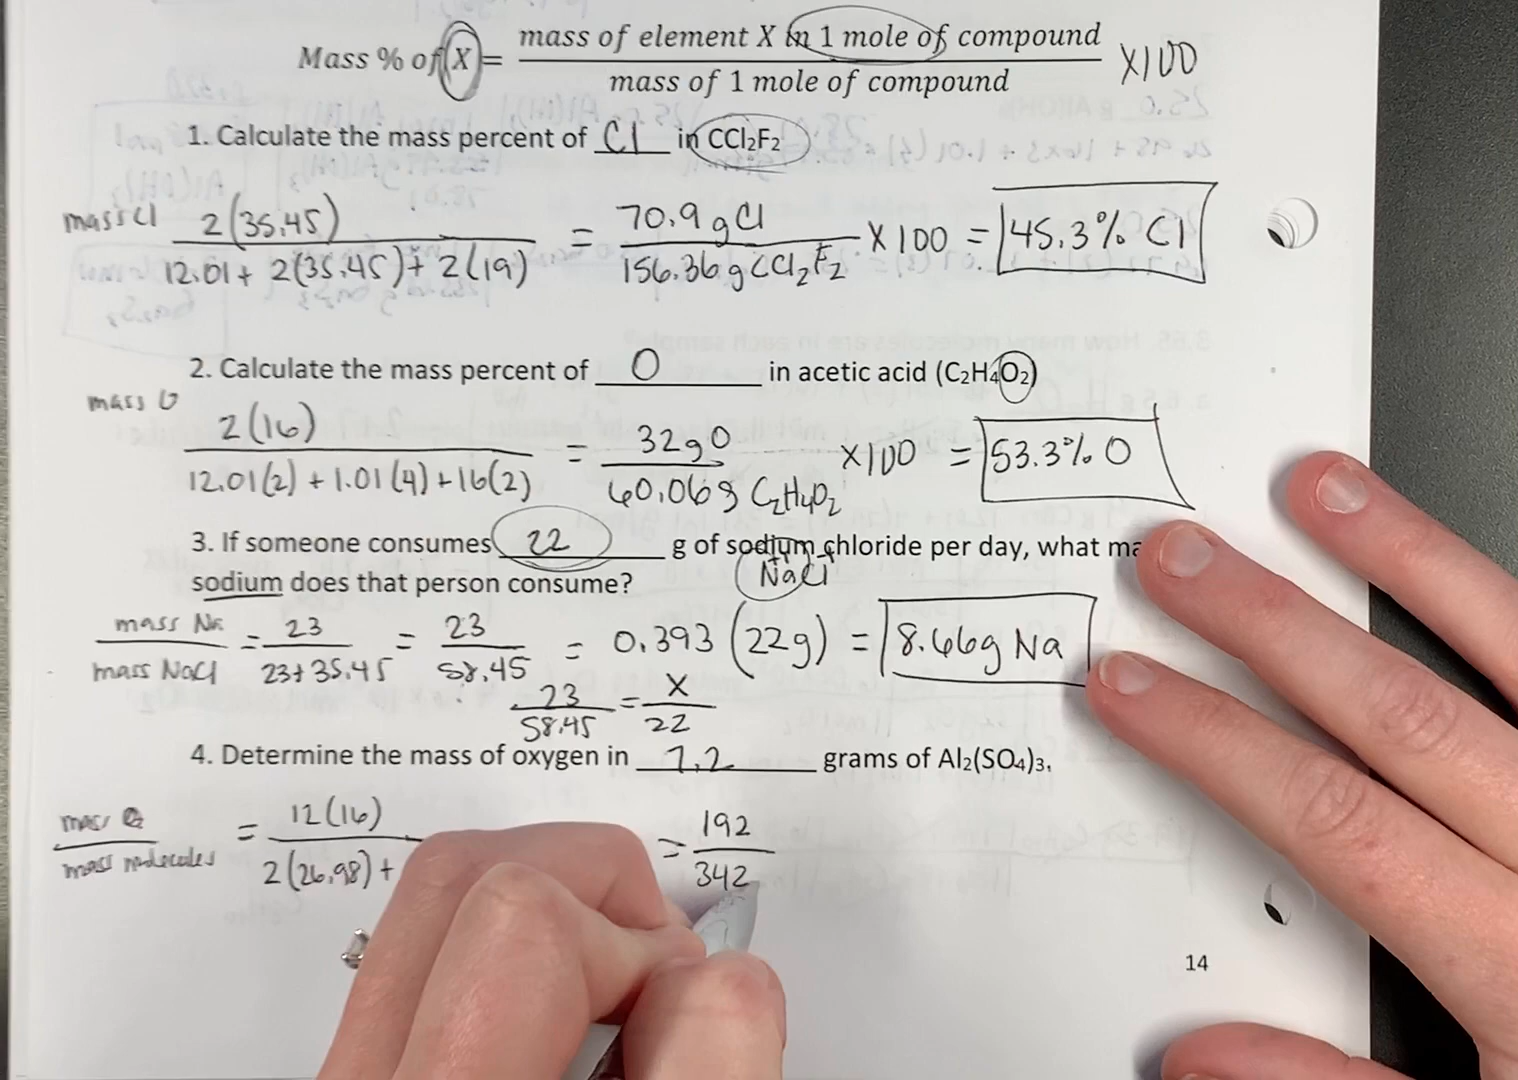 Mass % of X = mass of element X in 1 mole of compound / mass of 1 mole of compound X100
1. Calculate the mass percent of Cl in CCl2F2
mass Cl 2(35.45) / 12.01 + 2(35.45) + 2(19) = 70.9 g Cl / 156.36 g CCl2F2 X 100 = 45.3% Cl
2. Calculate the mass percent of O in acetic acid (C2H4O2)
mass O 2(16) / 12.01(2) + 1.01(4) + 16(2) = 32 g O / 60.06 g C2H4O2 X100 = 53.3% O
3. If someone consumes 22 g of sodium chloride per day, what
NaCl
sodium does that person consume?
mass Na / mass NaCl = 23 / 23 + 35.45 = 23 / 58.45 = 0.393 (22g) = 8.66g Na
23 / 58.45 = X / 22
4. Determine the mass of oxygen in 7.2 grams of Al2(SO4)3.
mass / mass molecules = 12(16) / 2(26.98) + = 192 / 342
14